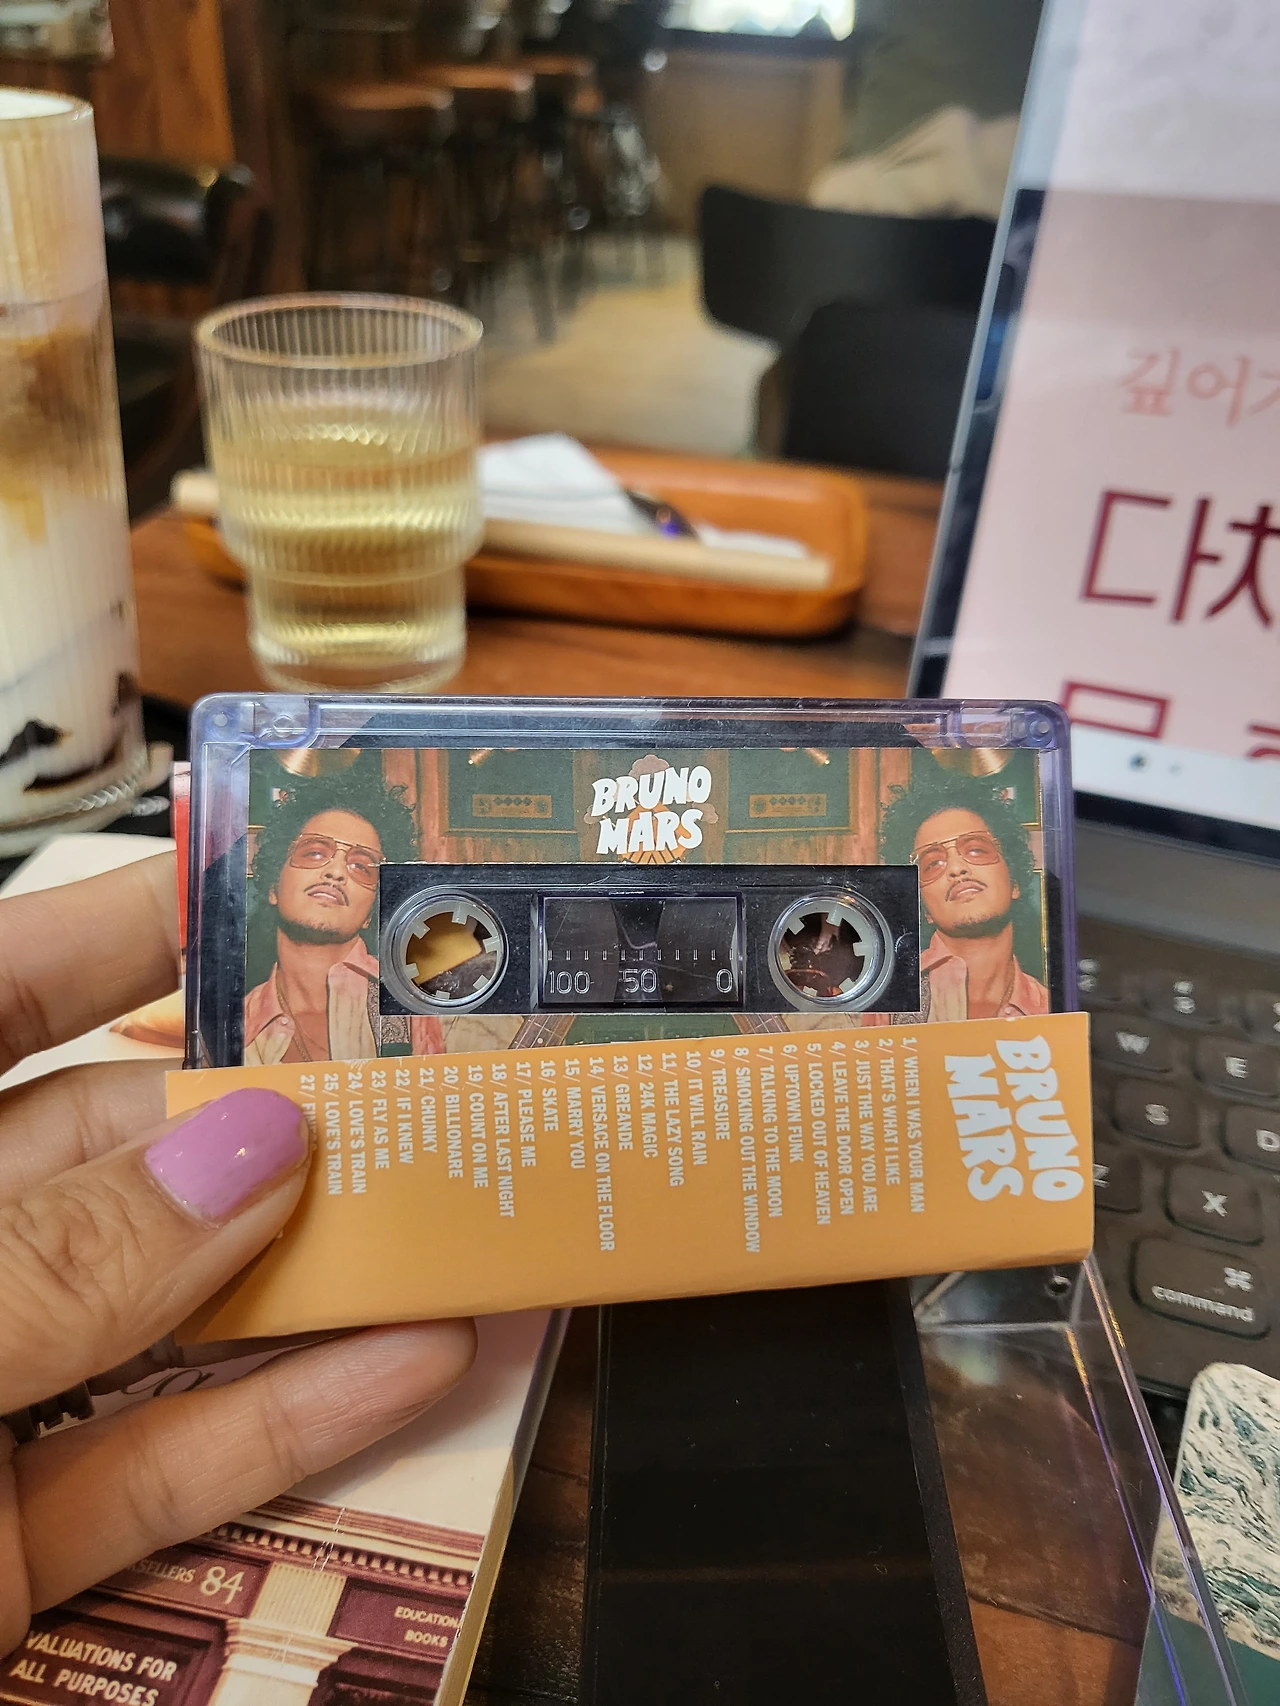 깊어
다치
BRUNO
MARS
100 50 0
BRUNO
MARS
1/ WHEN I WAS YOUR MAN
2/ THAT'S WHAT I LIKE
3/ JUST THE WAY YOU ARE
4/ LEAVE THE DOOR OPEN
5/ LOCKED OUT OF HEAVEN
6/ UPTOWN FUNK
7/ TALKING TO THE MOON
8/ SMOKING OUT THE WINDOW
9/ TREASURE
10/ IT WILL RAIN
11/ THE LAZY SONG
12/ 24K MAGIC
13/ GREANDE
14/ VERSACE ON THE FLOOR
15/ MARRY YOU
16/ SKATE
17/ PLEASE ME
18/ AFTER LAST NIGHT
19/ COUNT ON ME
20/ BILLIONARE
21/ CHUNKY
22/ IF I KNEW
23/ FLY AS ME
24/ LOVE'S TRAIN
25/ LOVE'S TRAIN
27/
W E
S D
Z X
⌘
command
84
EDUCATION
BOOKS
VALUATIONS FOR
ALL PURPOSES